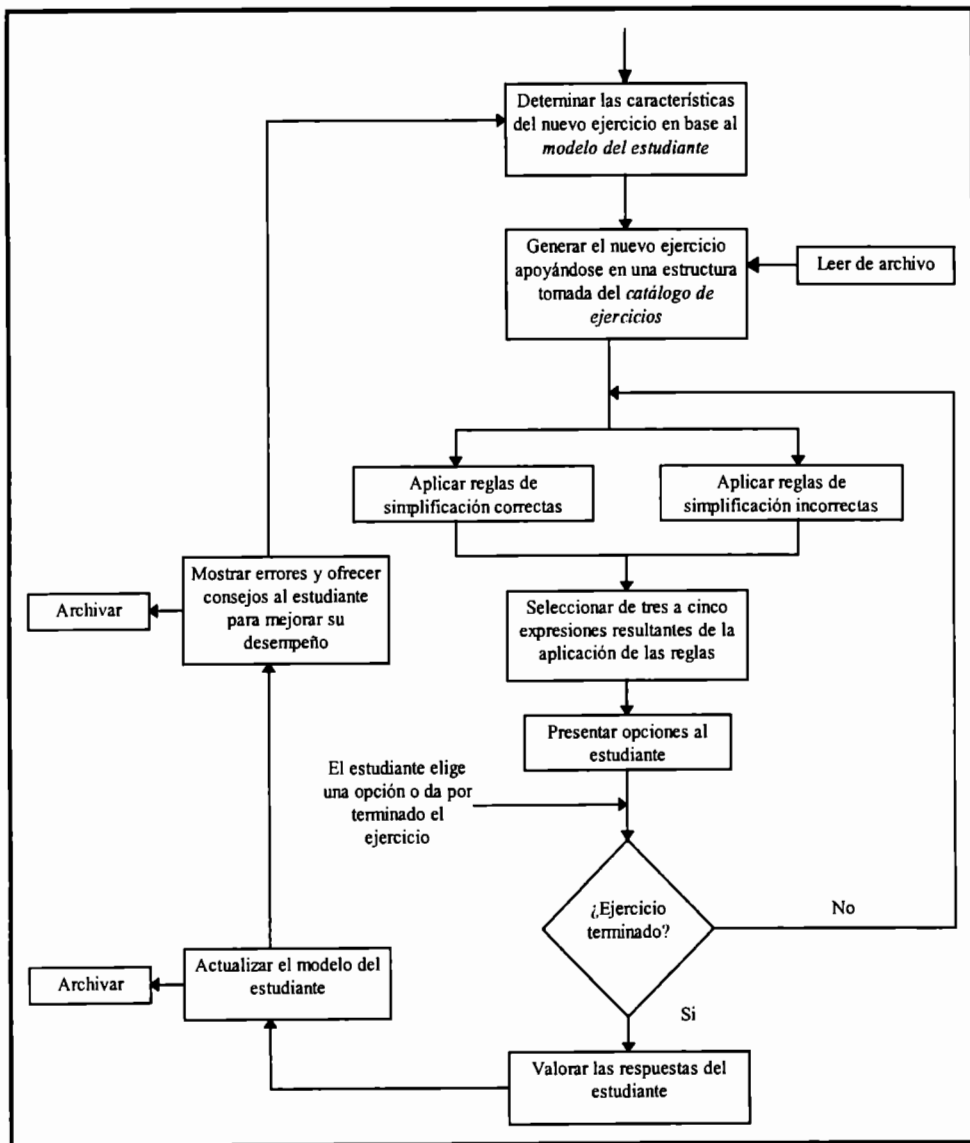 Determinar las características
del nuevo ejercicio en base al
modelo del estudiante
Generar el nuevo ejercicio
apoyándose en una estructura
tomada del catálogo de
ejercicios
Leer de archivo
Aplicar reglas de
simplificación correctas
Aplicar reglas de
simplificación incorrectas
Seleccionar de tres a cinco
expresiones resultantes de la
aplicación de las reglas
Presentar opciones al
estudiante
El estudiante elige
una opción o da por
terminado el
ejercicio
¿Ejercicio
terminado?
No
Si
Valorar las respuestas del
estudiante
Actualizar el modelo del
estudiante
Archivar
Mostrar errores y ofrecer
consejos al estudiante
para mejorar su
desempeño
Archivar